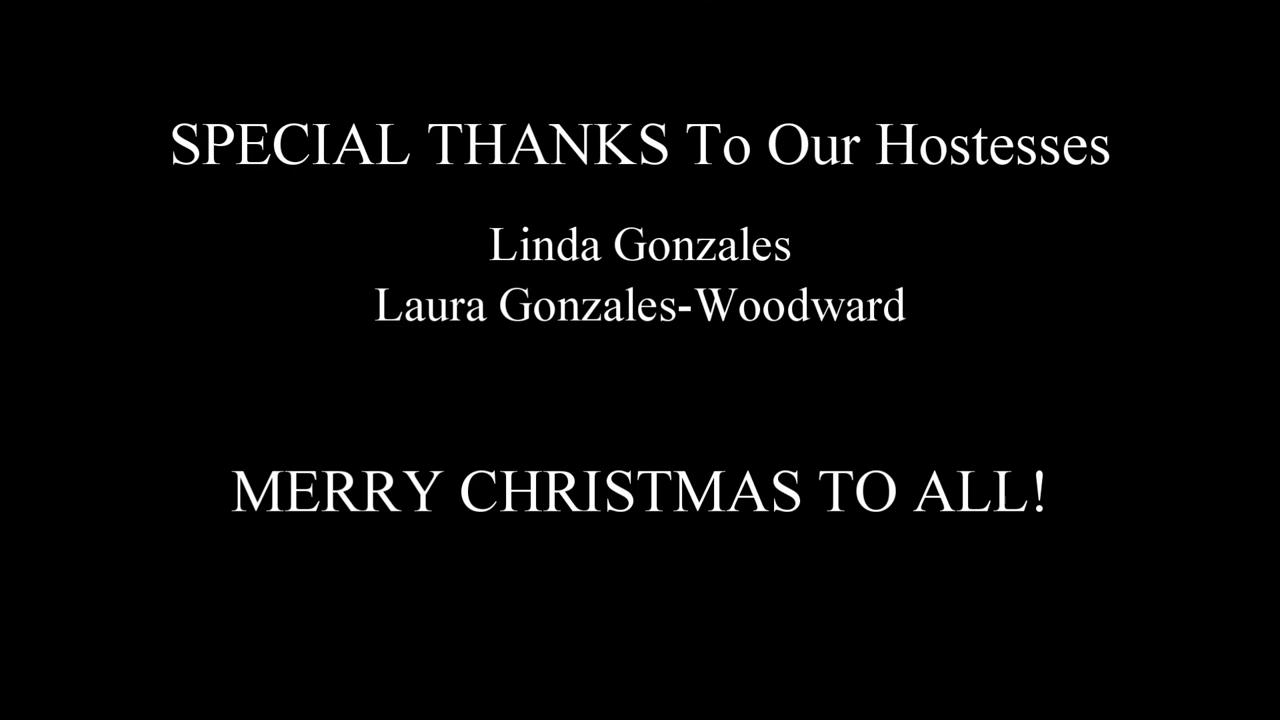 SPECIAL THANKS To Our Hostesses
Linda Gonzales
Laura Gonzales-Woodward
MERRY CHRISTMAS TO ALL!